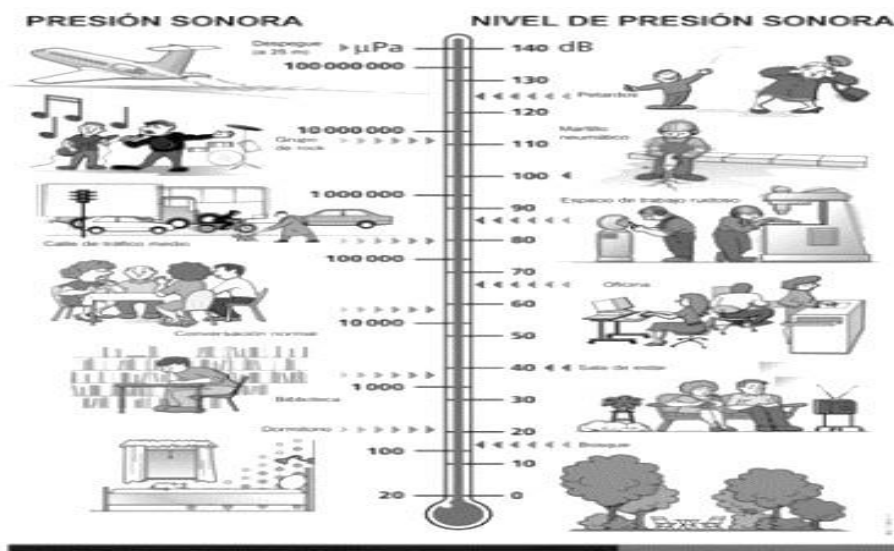 PRESIÓN SONORA
NIVEL DE PRESIÓN SONORA
Despegue
(a 25 m)
µPa
140 dB
100 000 000
130
Petardos
120
10 000 000
Grupo
de rock
Martillo
neumático
110
100
1 000 000
90
Espacio de trabajo ruidoso
Calle de tráfico medio
80
100 000
70
Oficina
60
Conversación normal
10 000
50
40
Sala de estar
1 000
30
Biblioteca
Dormitorio
20
Bosque
100
10
20
0